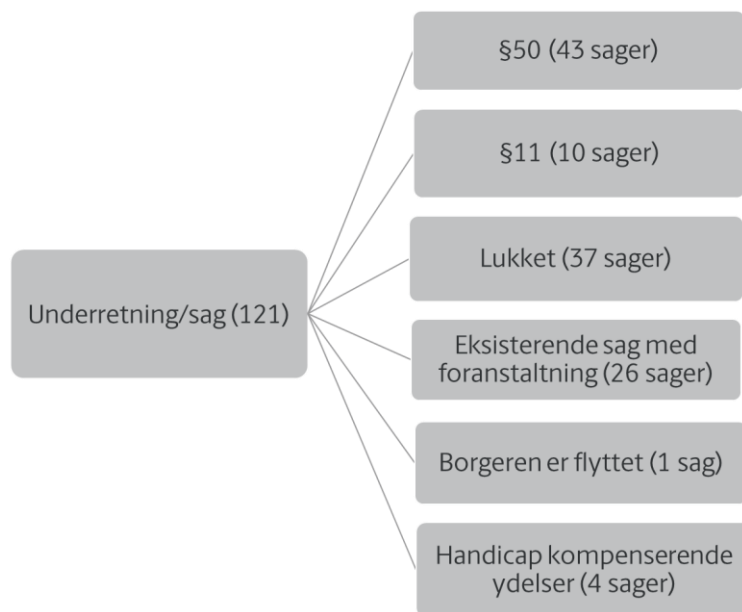 §50 (43 sager)
§11 (10 sager)
Lukket (37 sager)
Underretning/sag (121)
Eksisterende sag med
foranstaltning (26 sager)
Borgeren er flyttet (1 sag)
Handicap kompenserende
ydelser (4 sager)